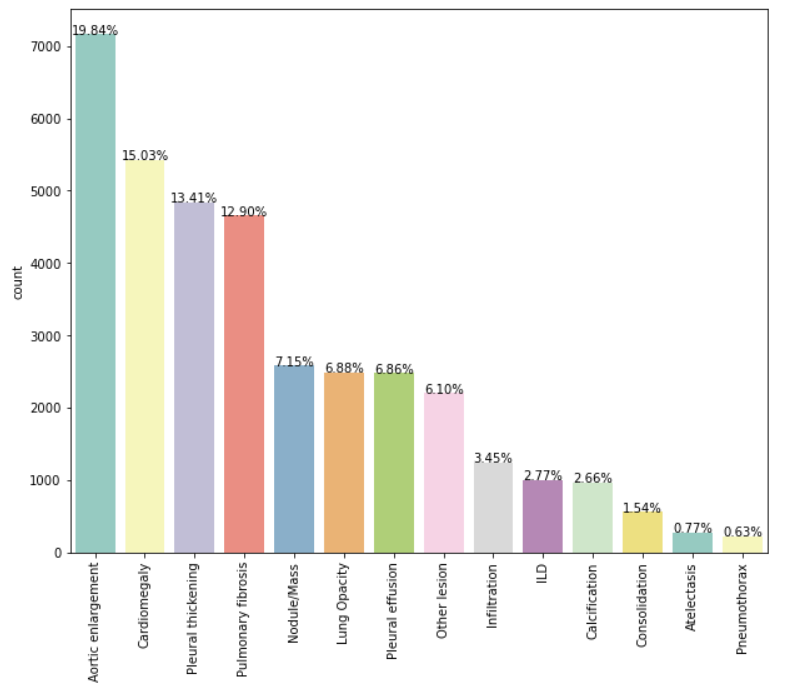 19.84%
7000
6000
15.03%
5000
13.41%
12.90%
4000
count
3000
7.15%
6.88%
6.86%
6.10%
2000
3.45%
2.77%
2.66%
1000
1.54%
0.77%
0.63%
0
Aortic enlargement
Cardiomegaly
Pleural thickening
Pulmonary fibrosis
Nodule/Mass
Lung Opacity
Pleural effusion
Other lesion
Infiltration
ILD
Calcification
Consolidation
Atelectasis
Pneumothorax